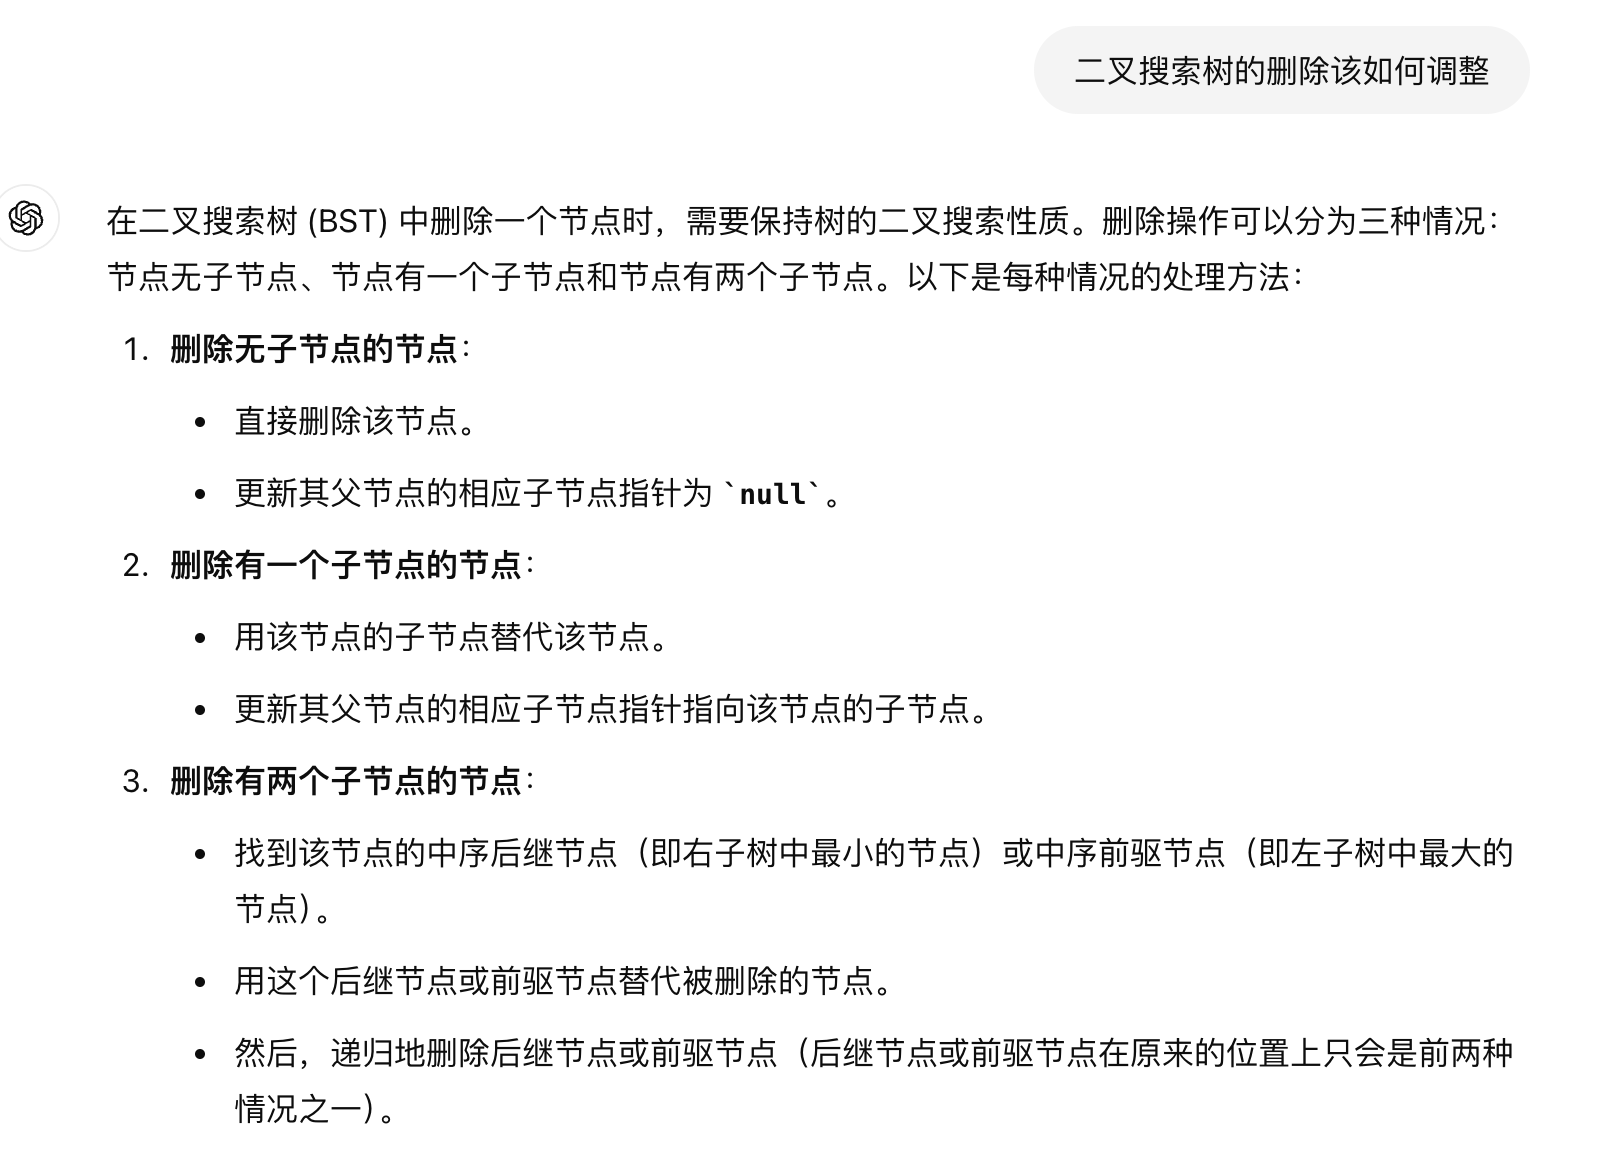 二叉搜索树的删除该如何调整
在二叉搜索树 (BST) 中删除一个节点时，需要保持树的二叉搜索性质。删除操作可以分为三种情况：
节点无子节点、节点有一个子节点和节点有两个子节点。以下是每种情况的处理方法：
1. 删除无子节点的节点：
• 直接删除该节点。
• 更新其父节点的相应子节点指针为 `null`。
2. 删除有一个子节点的节点：
• 用该节点的子节点替代该节点。
• 更新其父节点的相应子节点指针指向该节点的子节点。
3. 删除有两个子节点的节点：
• 找到该节点的中序后继节点（即右子树中最小的节点）或中序前驱节点（即左子树中最大的
节点）。
• 用这个后继节点或前驱节点替代被删除的节点。
• 然后，递归地删除后继节点或前驱节点（后继节点或前驱节点在原来的位置上只会是前两种
情况之一）。